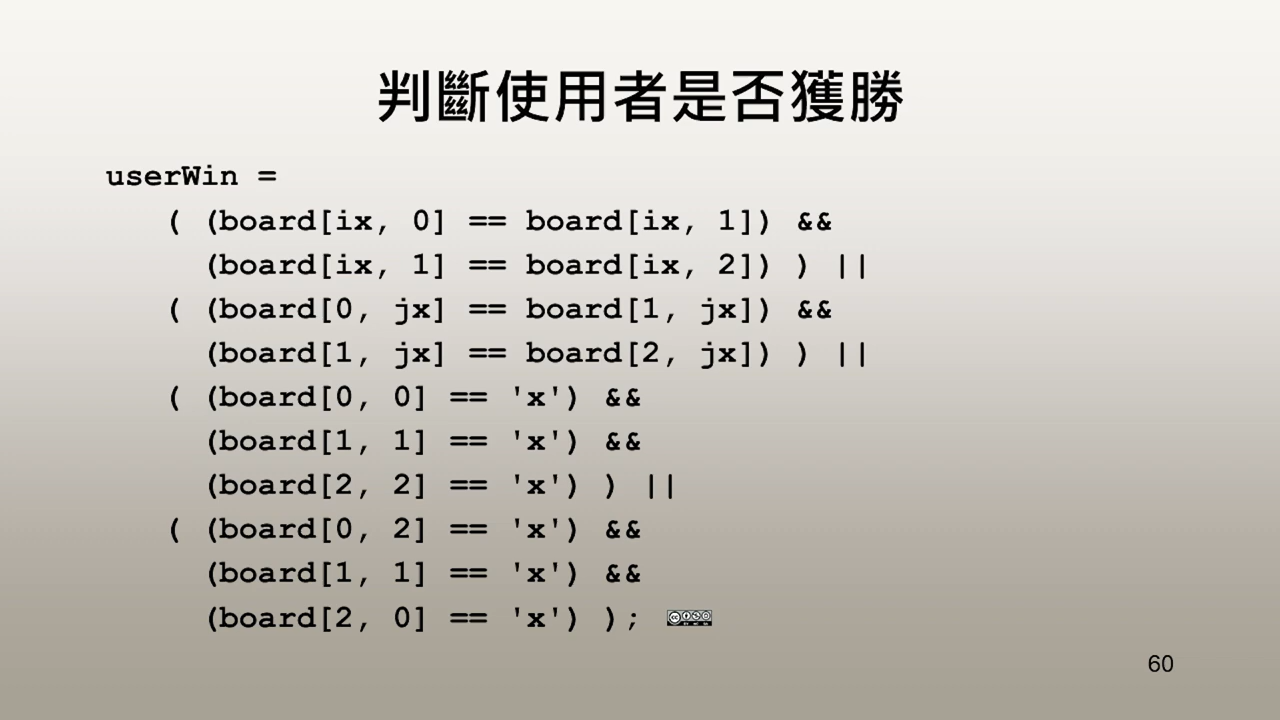 判斷使用者是否獲勝
userWin =
( (board[ix, 0] == board[ix, 1]) &&
(board[ix, 1] == board[ix, 2]) ) ||
( (board[0, jx] == board[1, jx]) &&
(board[1, jx] == board[2, jx]) ) ||
( (board[0, 0] == 'x') &&
(board[1, 1] == 'x') &&
(board[2, 2] == 'x') ) ||
( (board[0, 2] == 'x') &&
(board[1, 1] == 'x') &&
(board[2, 0] == 'x') );
60